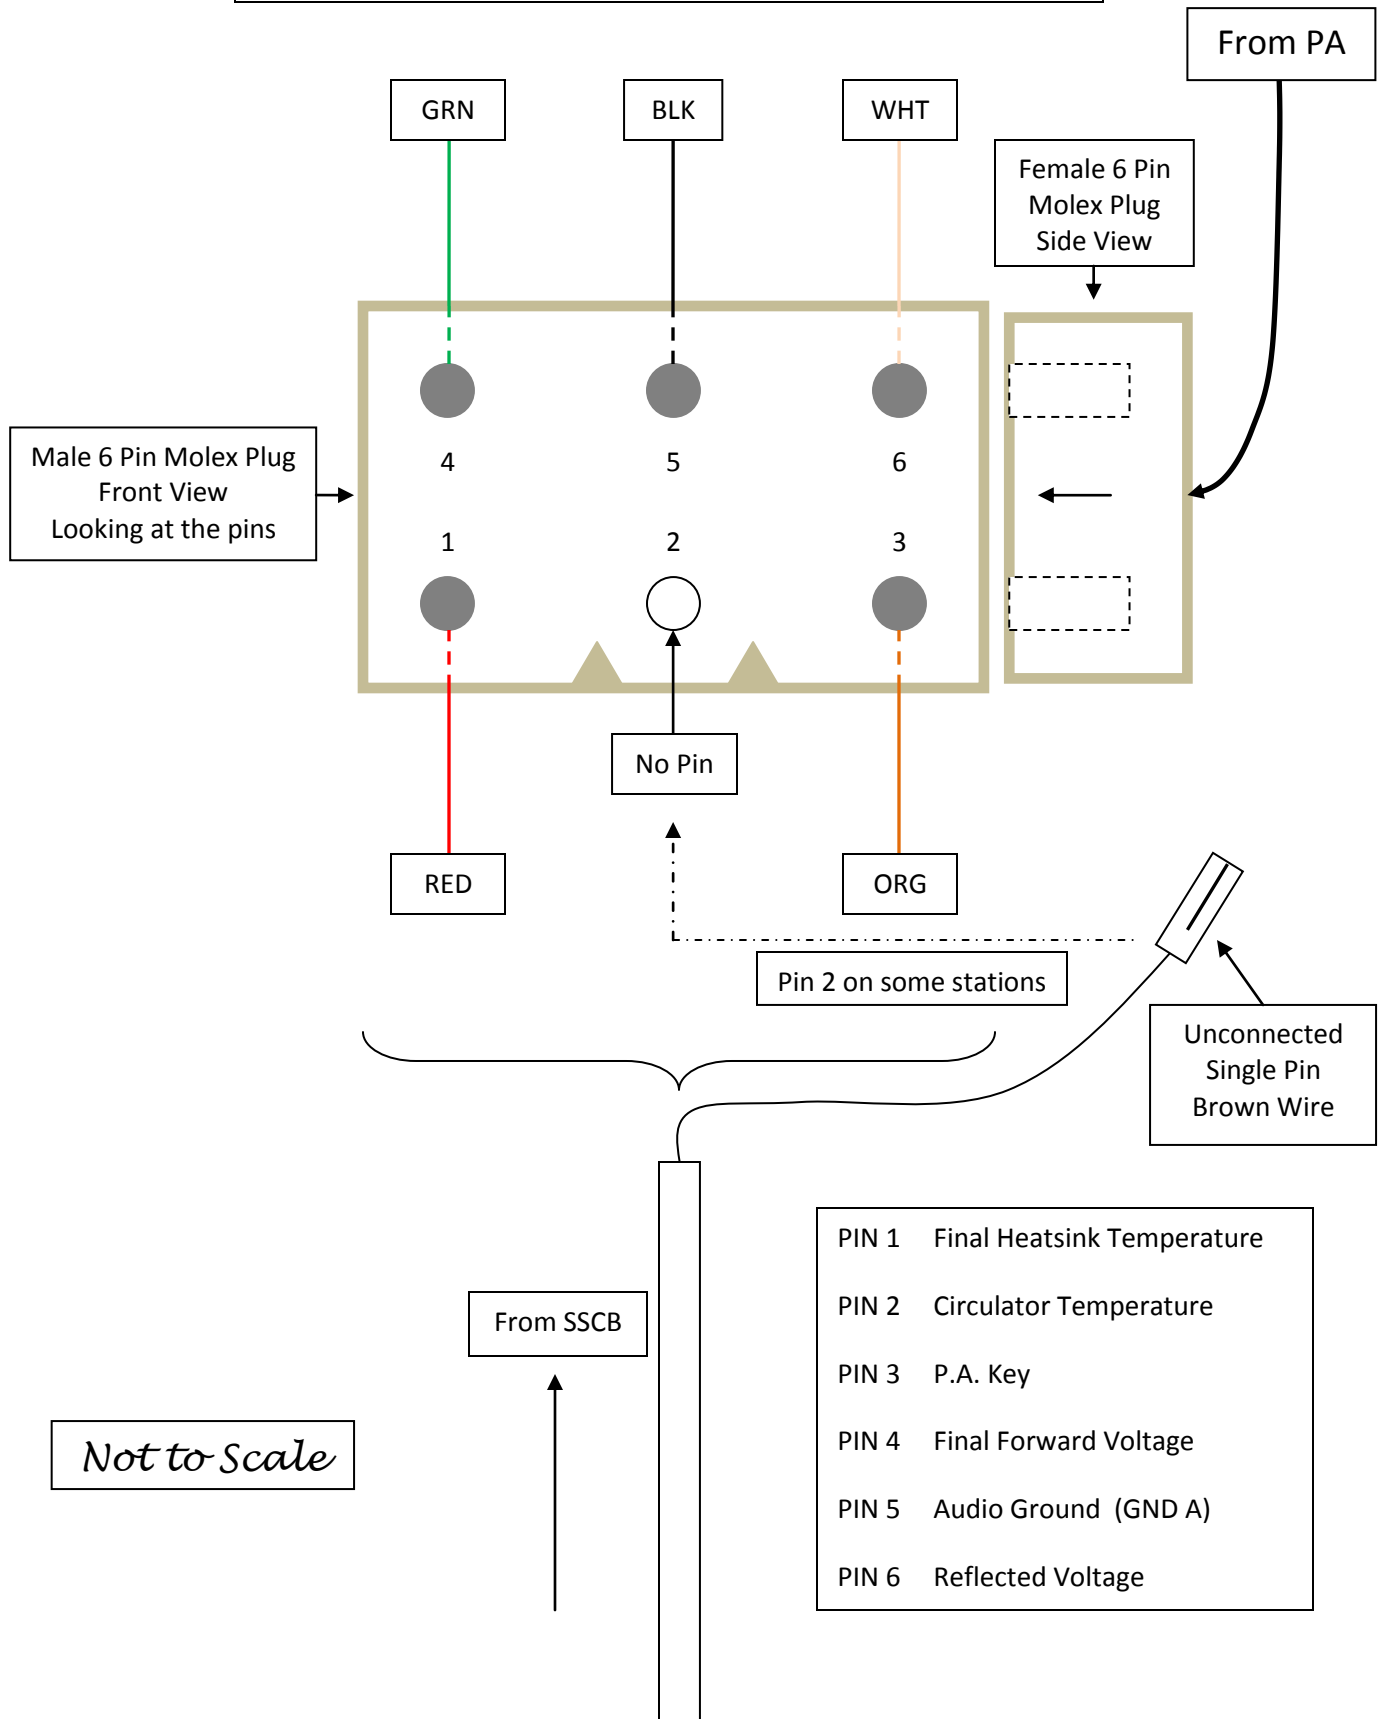 From PA
GRN
BLK
WHT
Female 6 Pin
Molex Plug
Side View
Male 6 Pin Molex Plug
Front View
Looking at the pins
4
5
6
1
2
3
No Pin
RED
ORG
Pin 2 on some stations
Unconnected
Single Pin
Brown Wire
From SSCB
Not to Scale
PIN 1 Final Heatsink Temperature
PIN 2 Circulator Temperature
PIN 3 P.A. Key
PIN 4 Final Forward Voltage
PIN 5 Audio Ground (GND A)
PIN 6 Reflected Voltage